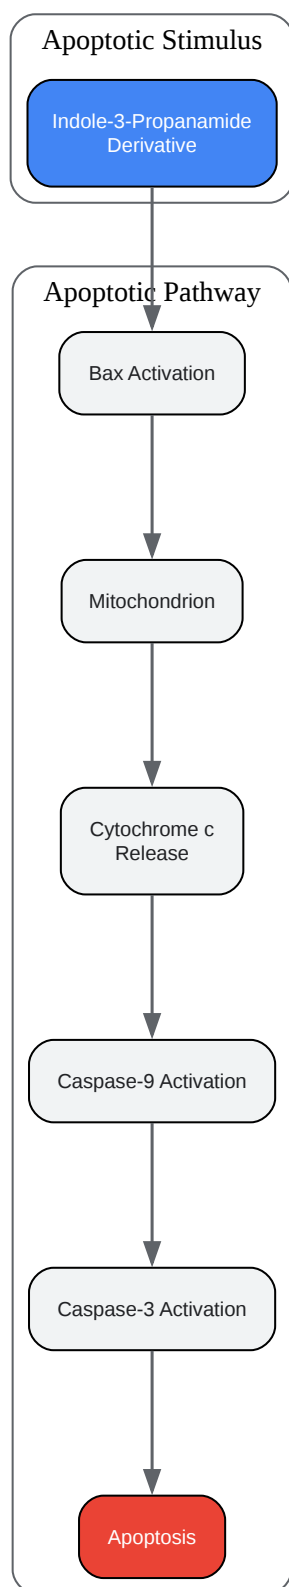 Apoptotic Stimulus
Indole-3-Propanamide
Derivative
Apoptotic Pathway
Bax Activation
Mitochondrion
Cytochrome c
Release
Caspase-9 Activation
Caspase-3 Activation
Apoptosis